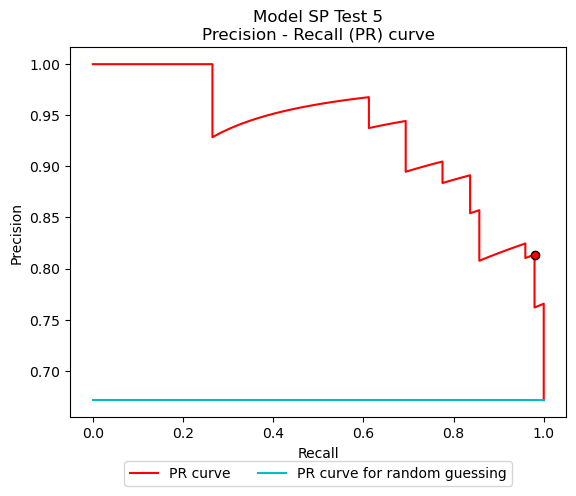 Model SP Test 5
Precision - Recall (PR) curve
1.00
0.95
0.90
0.85
0.80
0.75
0.70
Precision
0.0 0.2 0.4 0.6 0.8 1.0
Recall
PR curve PR curve for random guessing